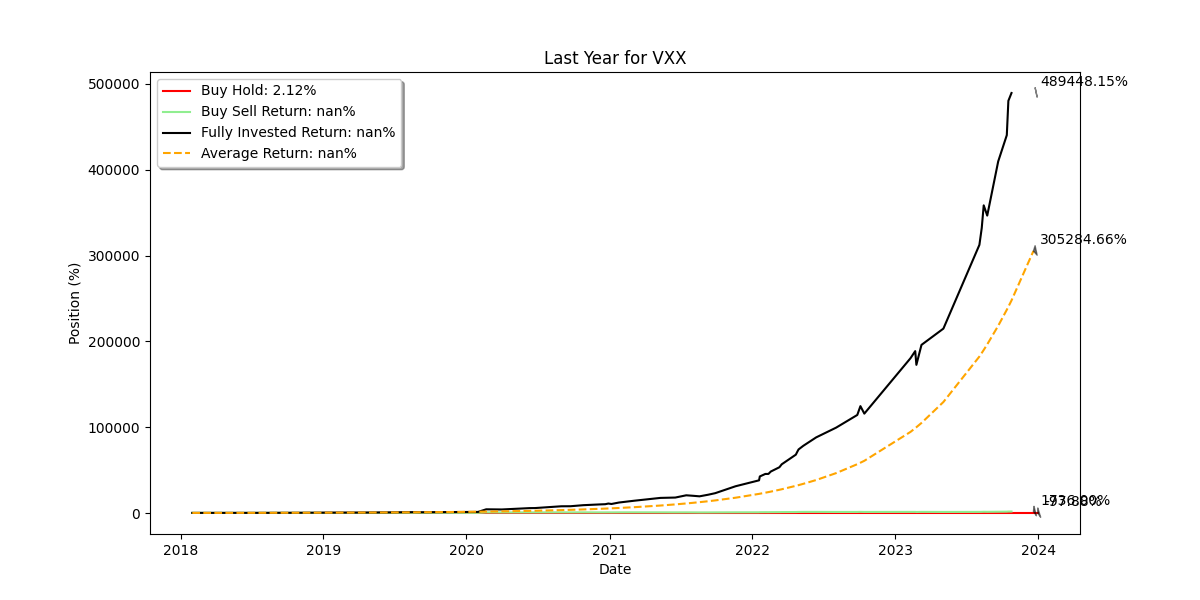 Last Year for VXX
Buy Hold: 2.12%
Buy Sell Return: nan%
Fully Invested Return: nan%
Average Return: nan%
489448.15%
305284.66%
500000
400000
300000
200000
100000
0
Position (%)
2018
2019
2020
2021
2022
2023
2024
Date